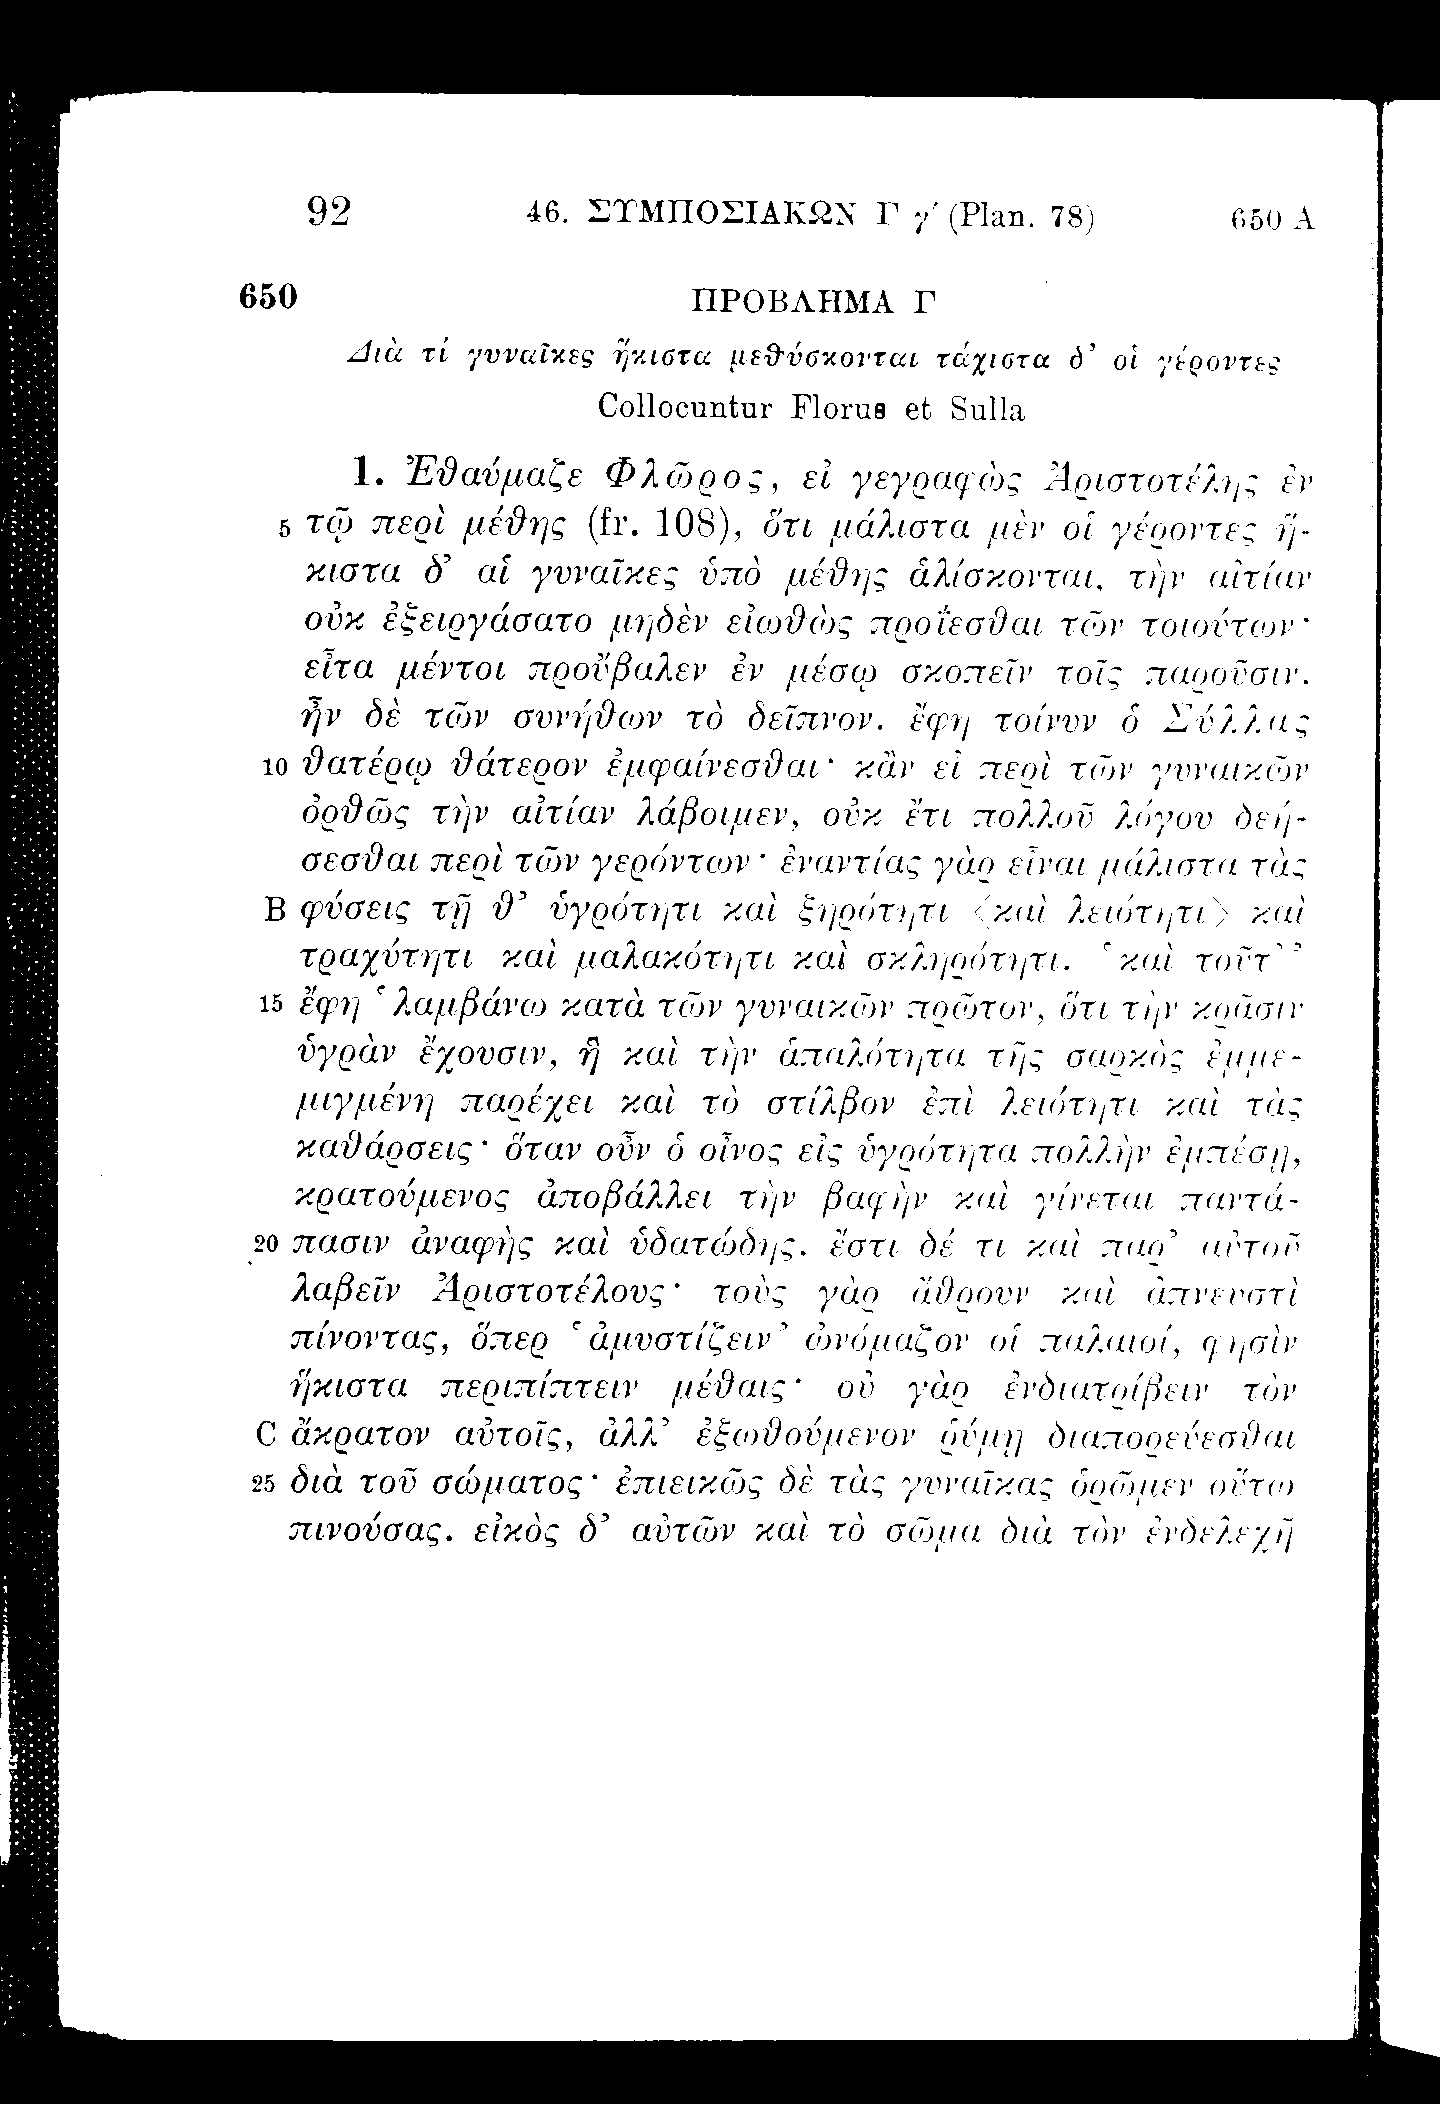 92 46. ΣΥΜΠΟΣΙΑΚΩΝ Γ γ′ (Plan. 78) 650 A
650 ΠΡΟΒΛΗΜΑ Γ
Διὰ τί γυναῖκες ἥκιστα μεθύσκονται τάχιστα δ’ οἱ γέροντες
Collocuntur Florus et Sulla
1. Ἐθαύμαζε Φλῶρος, εἰ γεγραφὼς Ἀριστοτέλης ἐν
5 τῷ περὶ μέθης (fr. 108), ὅτι μάλιστα μὲν οἱ γέροντες ἥ-
κιστα δ’ αἱ γυναῖκες ὑπὸ μέθης ἁλίσκονται, τὴν αἰτίαν
οὐκ ἐξειργάσατο μηδὲν εἰωθὼς προΐεσθαι τῶν τοιούτων·
εἶτα μέντοι προὔβαλεν ἐν μέσῳ σκοπεῖν τοῖς παροῦσιν.
ἦν δὲ τῶν συνήθων τὸ δεῖπνον. ἔφη τοίνυν ὁ Σύλλας
10 θατέρῳ θάτερον ἐμφαίνεσθαι· κἂν εἰ περὶ τῶν γυναικῶν
ὀρθῶς τὴν αἰτίαν λάβοιμεν, οὐκ ἔτι πολλοῦ λόγου δεή-
σεσθαι περὶ τῶν γερόντων· ἐναντίας γὰρ εἶναι μάλιστα τὰς
B φύσεις τῇ θ’ ὑγρότητι καὶ ξηρότητι <καὶ λειότητι> καὶ
τραχύτητι καὶ μαλακότητι καὶ σκληρότητι. ‘καὶ τοῦτ’’
15 ἔφη ‘λαμβάνω κατὰ τῶν γυναικῶν πρῶτον, ὅτι τὴν κρᾶσιν
ὑγρὰν ἔχουσιν, ἣ καὶ τὴν ἁπαλότητα τῆς σαρκὸς ἐμμε-
μιγμένη παρέχει καὶ τὸ στίλβον ἐπὶ λειότητι καὶ τὰς
καθάρσεις· ὅταν οὖν ὁ οἶνος εἰς ὑγρότητα πολλὴν ἐμπέσῃ,
κρατούμενος ἀποβάλλει τὴν βαφὴν καὶ γίνεται παντά-
20 πασιν ἀναφὴς καὶ ὑδατώδης. ἔστι δέ τι καὶ παρ’ αὐτοῦ
λαβεῖν Ἀριστοτέλους· τοὺς γὰρ ἄθρουν καὶ ἀπνευστὶ
πίνοντας, ὅπερ ‘ἀμυστίζειν’ ὠνόμαζον οἱ παλαιοί, φησὶν
ἥκιστα περιπίπτειν μέθαις· οὐ γὰρ ἐνδιατρίβειν τὸν
C ἄκρατον αὐτοῖς, ἀλλ’ ἐξωθούμενον ῥύμῃ διαπορεύεσθαι
25 διὰ τοῦ σώματος· ἐπιεικῶς δὲ τὰς γυναῖκας ὁρῶμεν οὕτω
πινούσας. εἰκὸς δ’ αὐτῶν καὶ τὸ σῶμα διὰ τὸν ἐνδελεχῆ